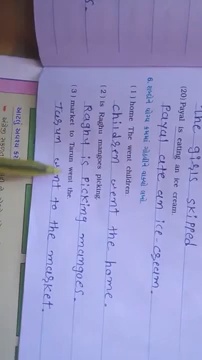 the girls skipped
(20) Payal is eating an ice cream.
Payal ate an ice-cream.
(1) home The went children
children went the home.
(2) is Raghu mangoes picking
Raghu is picking mangoes.
(3) market to Tarun went the
Tarun went to the market.